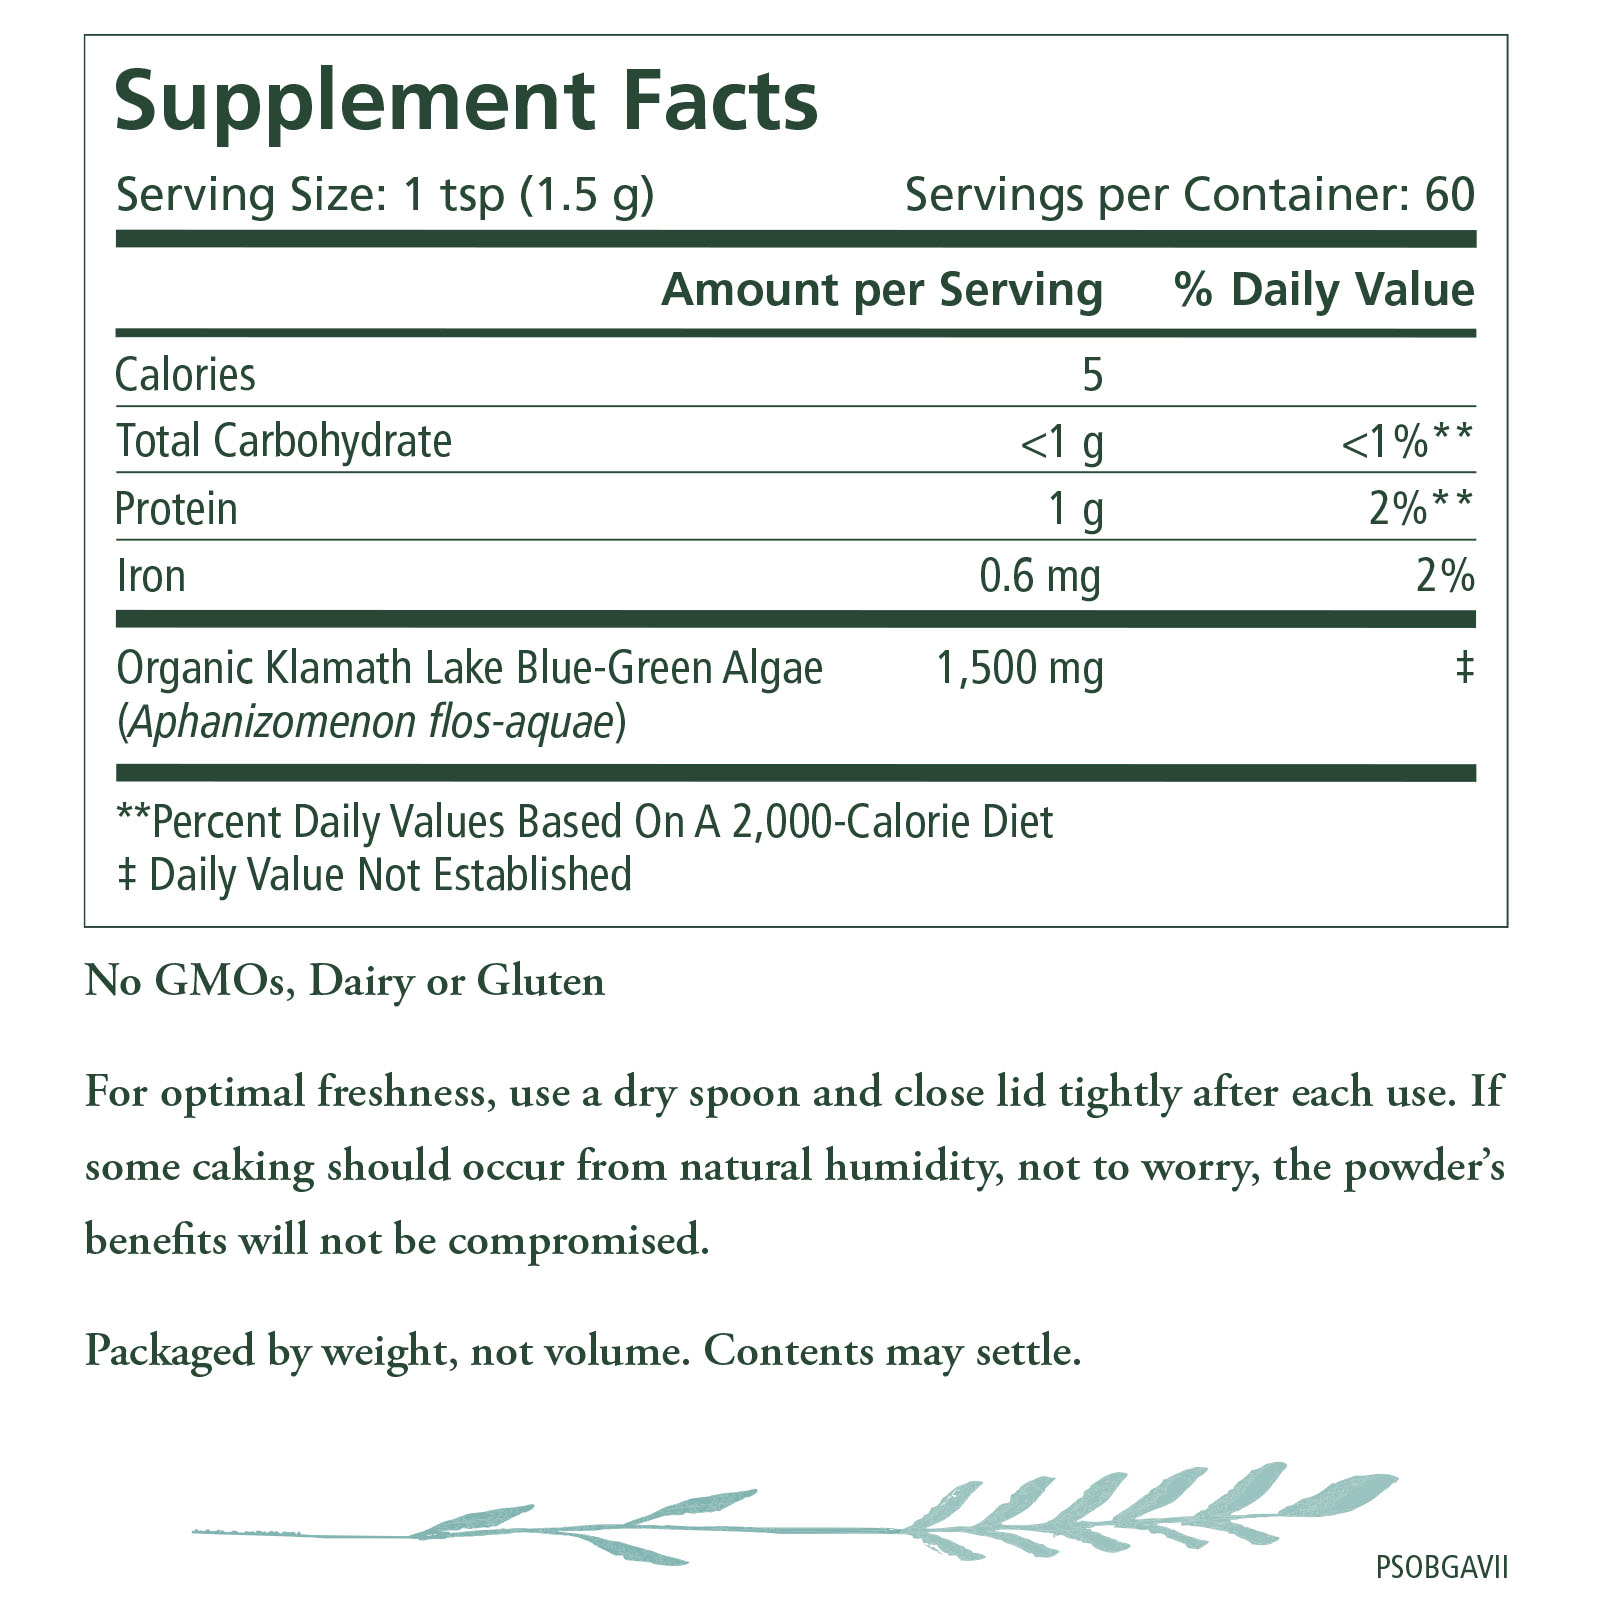 Supplement Facts
Serving Size: 1 tsp (1.5 g) Servings per Container: 60
Amount per Serving % Daily Value
Calories 5
Total Carbohydrate <1 g <1%**
Protein 1 g 2%**
Iron 0.6 mg 2%
Organic Klamath Lake Blue-Green Algae 1,500 mg ‡
(Aphanizomenon flos-aquae)
**Percent Daily Values Based On A 2,000-Calorie Diet
‡ Daily Value Not Established
No GMOs, Dairy or Gluten
For optimal freshness, use a dry spoon and close lid tightly after each use. If
some caking should occur from natural humidity, not to worry, the powder’s
benefits will not be compromised.
Packaged by weight, not volume. Contents may settle.
PSOBGAVII